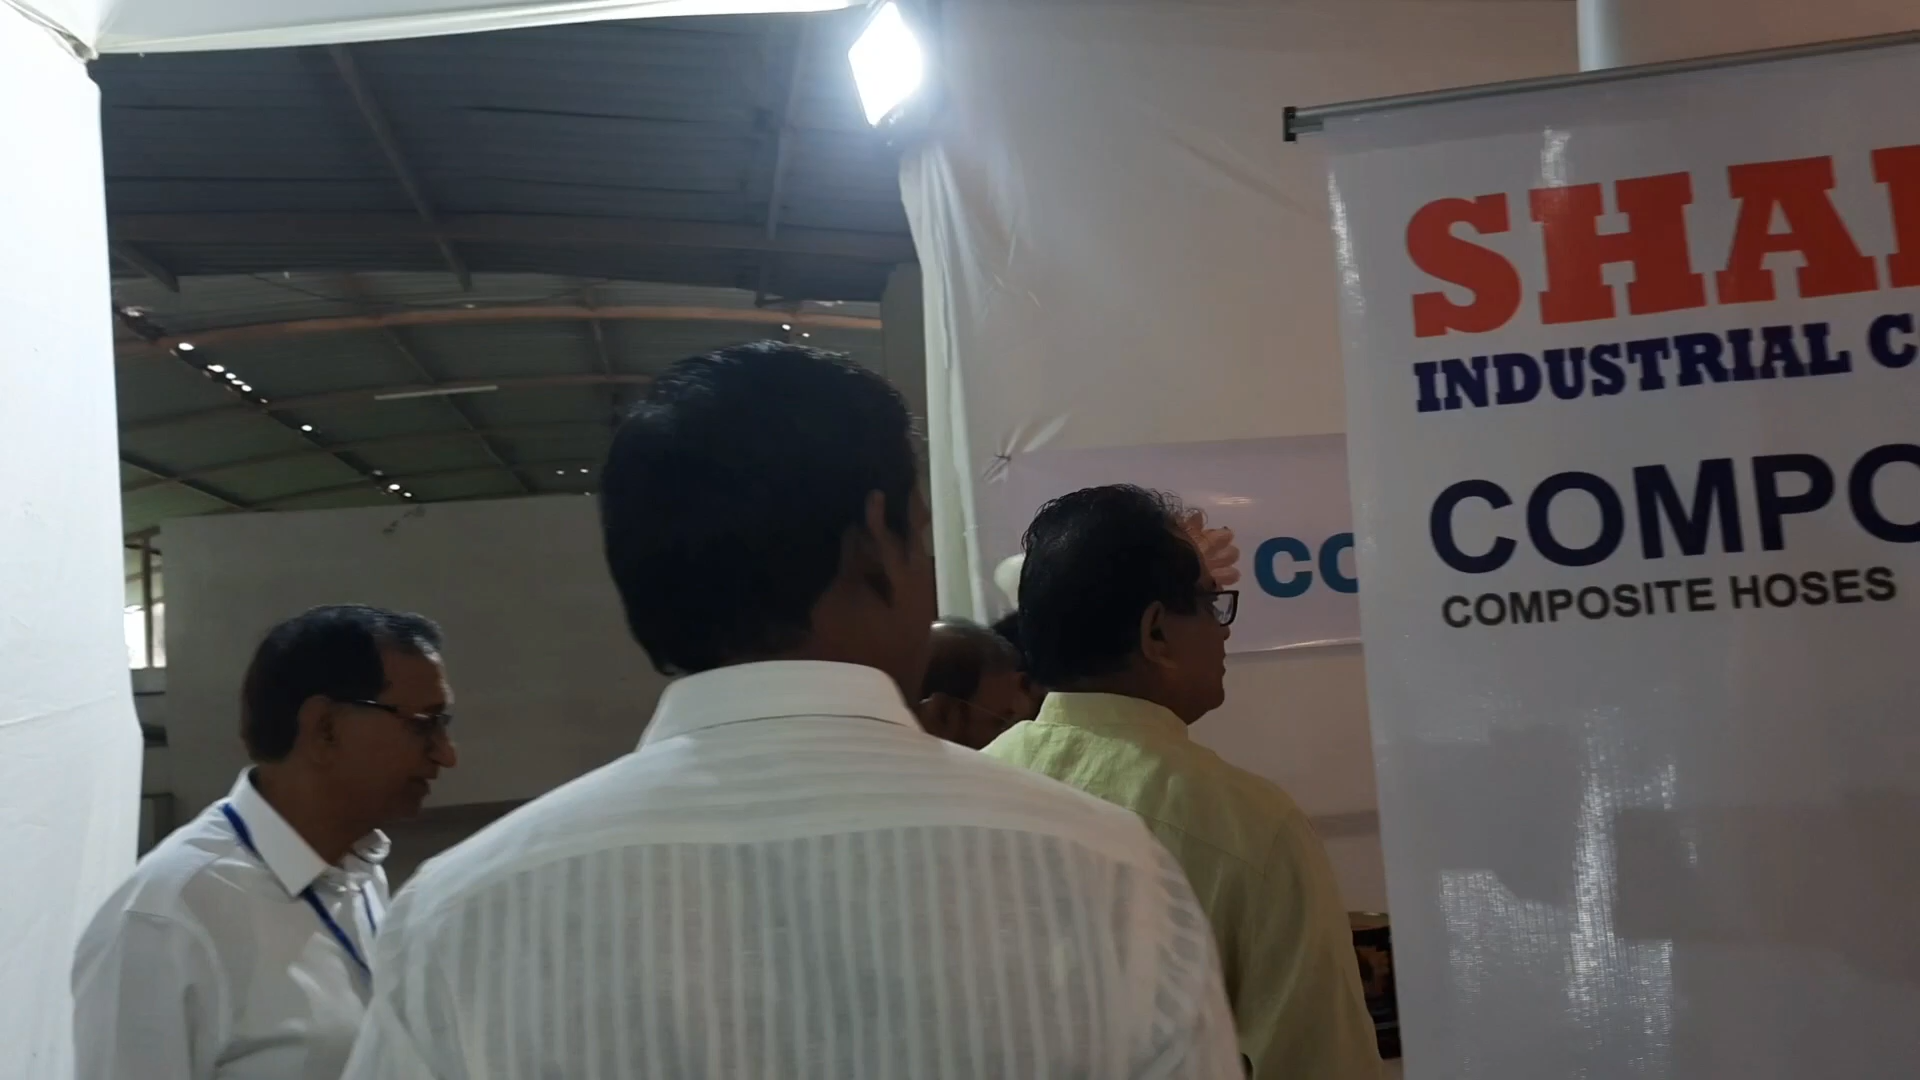 SHA
INDUSTRIAL C
COMPO
COMPOSITE HOSES
CO